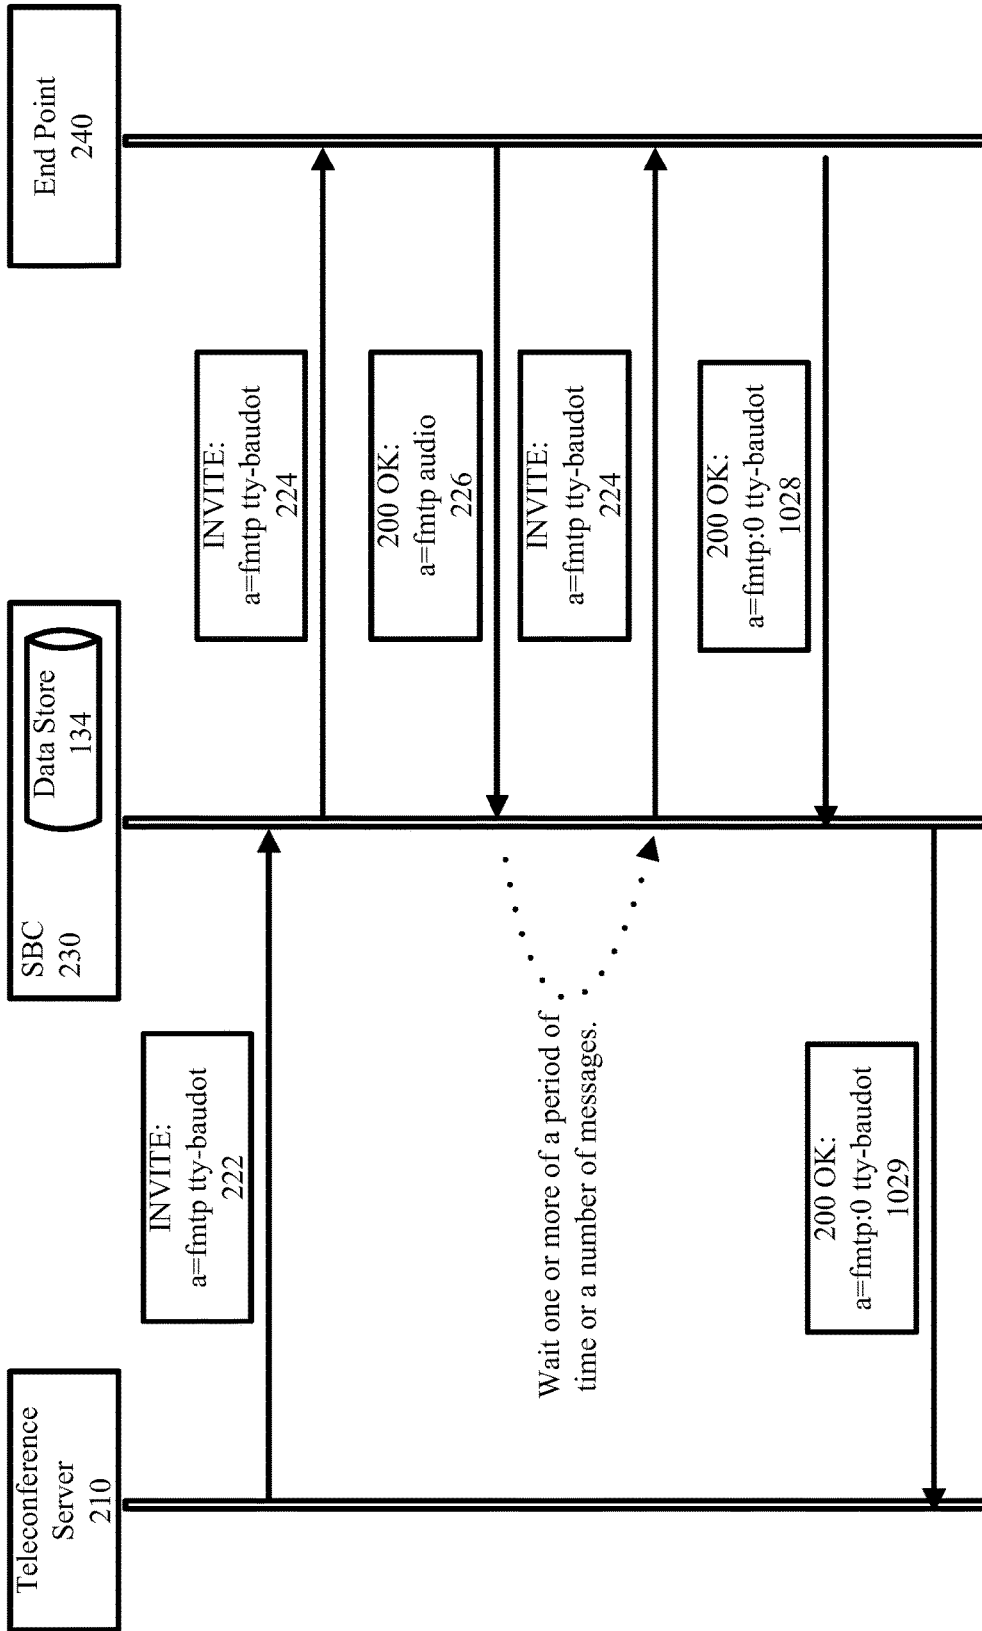 Teleconference
Server
210
SBC
230
Data Store
134
End Point
240
INVITE:
a=fmtp tty-baudot
222
INVITE:
a=fmtp tty-baudot
224
200 OK:
a=fmtp audio
226
Wait one or more of a period of
time or a number of messages.
INVITE:
a=fmtp tty-baudot
224
200 OK:
a=fmtp:0 tty-baudot
1028
200 OK:
a=fmtp:0 tty-baudot
1029